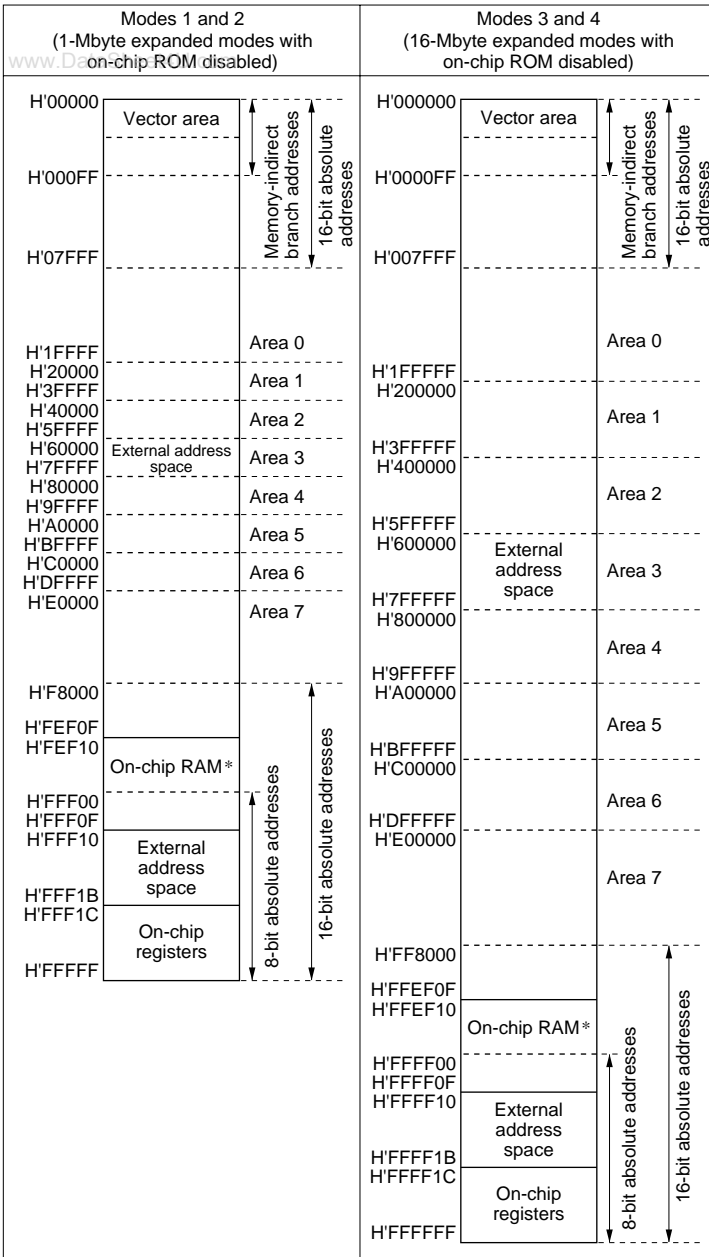 Modes 1 and 2
(1-Mbyte expanded modes with
on-chip ROM disabled)
H'00000
Vector area
H'000FF
H'07FFF
Memory-indirect
branch addresses
16-bit absolute
addresses
H'1FFFF
Area 0
H'20000
H'3FFFF
Area 1
H'40000
H'5FFFF
Area 2
H'60000
H'7FFFF
External address
space
Area 3
H'80000
H'9FFFF
Area 4
H'A0000
H'BFFFF
Area 5
H'C0000
H'DFFFF
Area 6
H'E0000
Area 7
H'F8000
H'FEF0F
H'FEF10
On-chip RAM*
H'FFF00
H'FFF0F
H'FFF10
External
address
space
H'FFF1B
H'FFF1C
On-chip
registers
H'FFFFF
8-bit absolute addresses
16-bit absolute addresses
Modes 3 and 4
(16-Mbyte expanded modes with
on-chip ROM disabled)
H'000000
Vector area
H'0000FF
H'007FFF
Memory-indirect
branch addresses
16-bit absolute
addresses
Area 0
H'1FFFFF
H'200000
Area 1
H'3FFFFF
H'400000
Area 2
H'5FFFFF
H'600000
External
address
space
Area 3
H'7FFFFF
H'800000
Area 4
H'9FFFFF
H'A00000
Area 5
H'BFFFFF
H'C00000
Area 6
H'DFFFFF
H'E00000
Area 7
H'FF8000
H'FFEF0F
H'FFEF10
On-chip RAM*
H'FFFF00
H'FFFF0F
H'FFFF10
External
address
space
H'FFFF1B
H'FFFF1C
On-chip
registers
H'FFFFFF
8-bit absolute addresses
16-bit absolute addresses